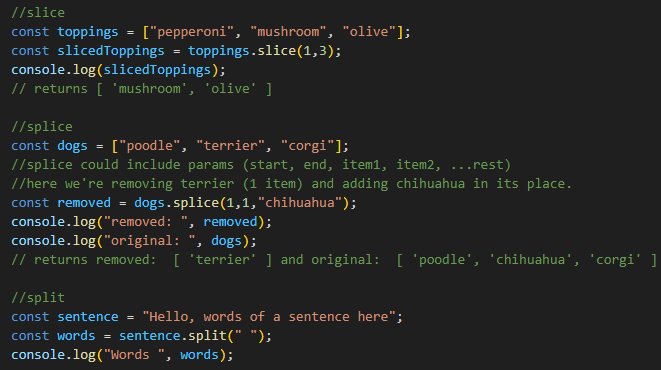 //slice
const toppings = ["pepperoni", "mushroom", "olive"];
const slicedToppings = toppings.slice(1,3);
console.log(slicedToppings);
// returns [ 'mushroom', 'olive' ]

//splice
const dogs = ["poodle", "terrier", "corgi"];
//splice could include params (start, end, item1, item2, ...rest)
//here we're removing terrier (1 item) and adding chihuahua in its place.
const removed = dogs.splice(1,1,"chihuahua");
console.log("removed: ", removed);
console.log("original: ", dogs);
// returns removed:  [ 'terrier' ] and original:  [ 'poodle', 'chihuahua', 'corgi' ]

//split
const sentence = "Hello, words of a sentence here";
const words = sentence.split(" ");
console.log("Words ", words);